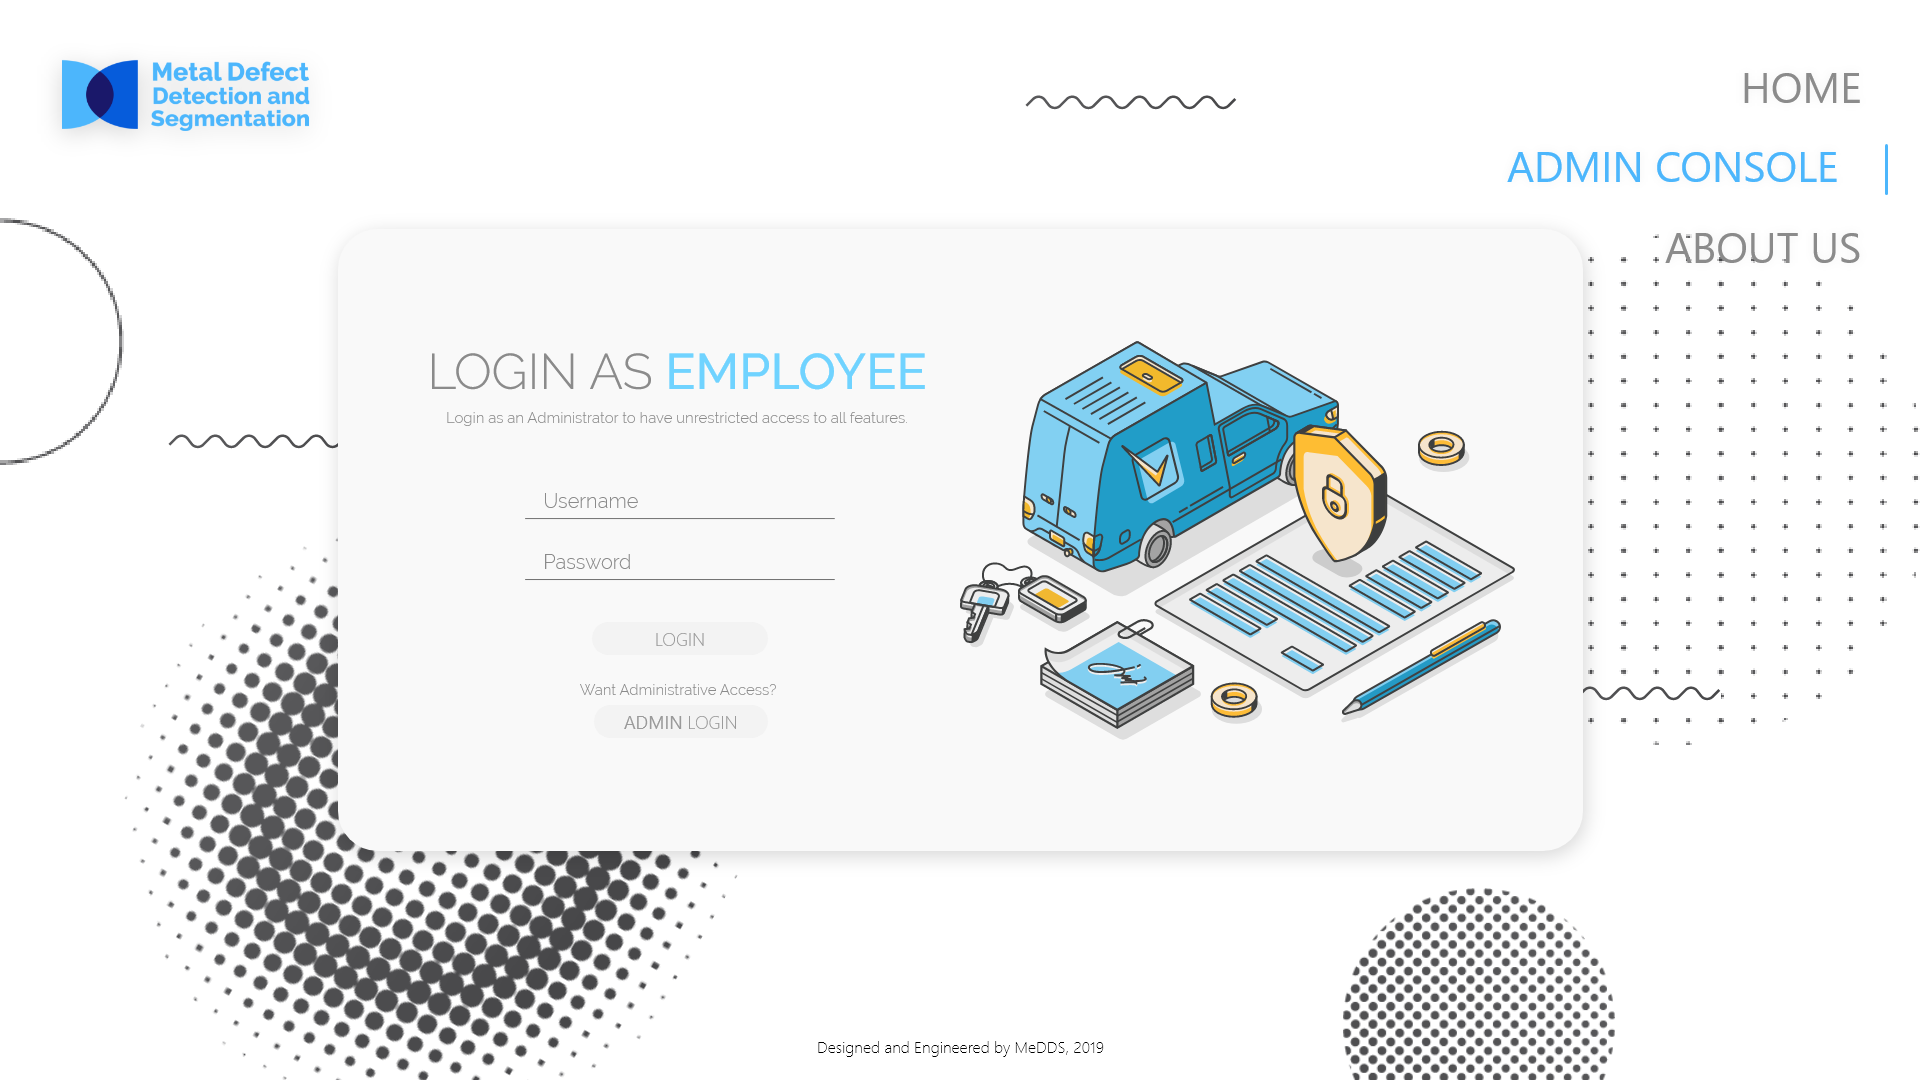 Metal Defect
Detection and
Segmentation
HOME
ADMIN CONSOLE
ABOUT US
LOGIN AS EMPLOYEE
Login as an Administrator to have unrestricted access to all features.
Username
Password
LOGIN
Want Administrative Access?
ADMIN LOGIN
Designed and Engineered by MeDDS, 2019